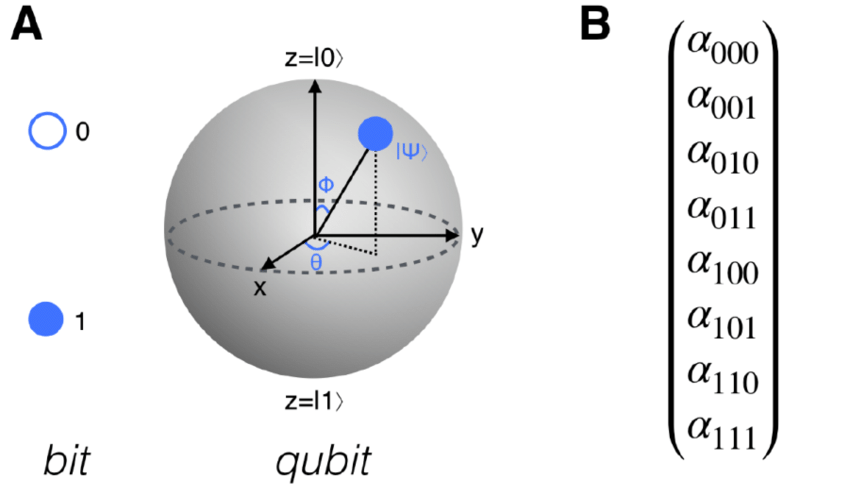 A
z=|0⟩
0
|Ψ⟩
Φ
y
θ
x
1
z=|1⟩
bit
qubit
B
α000
α001
α010
α011
α100
α101
α110
α111